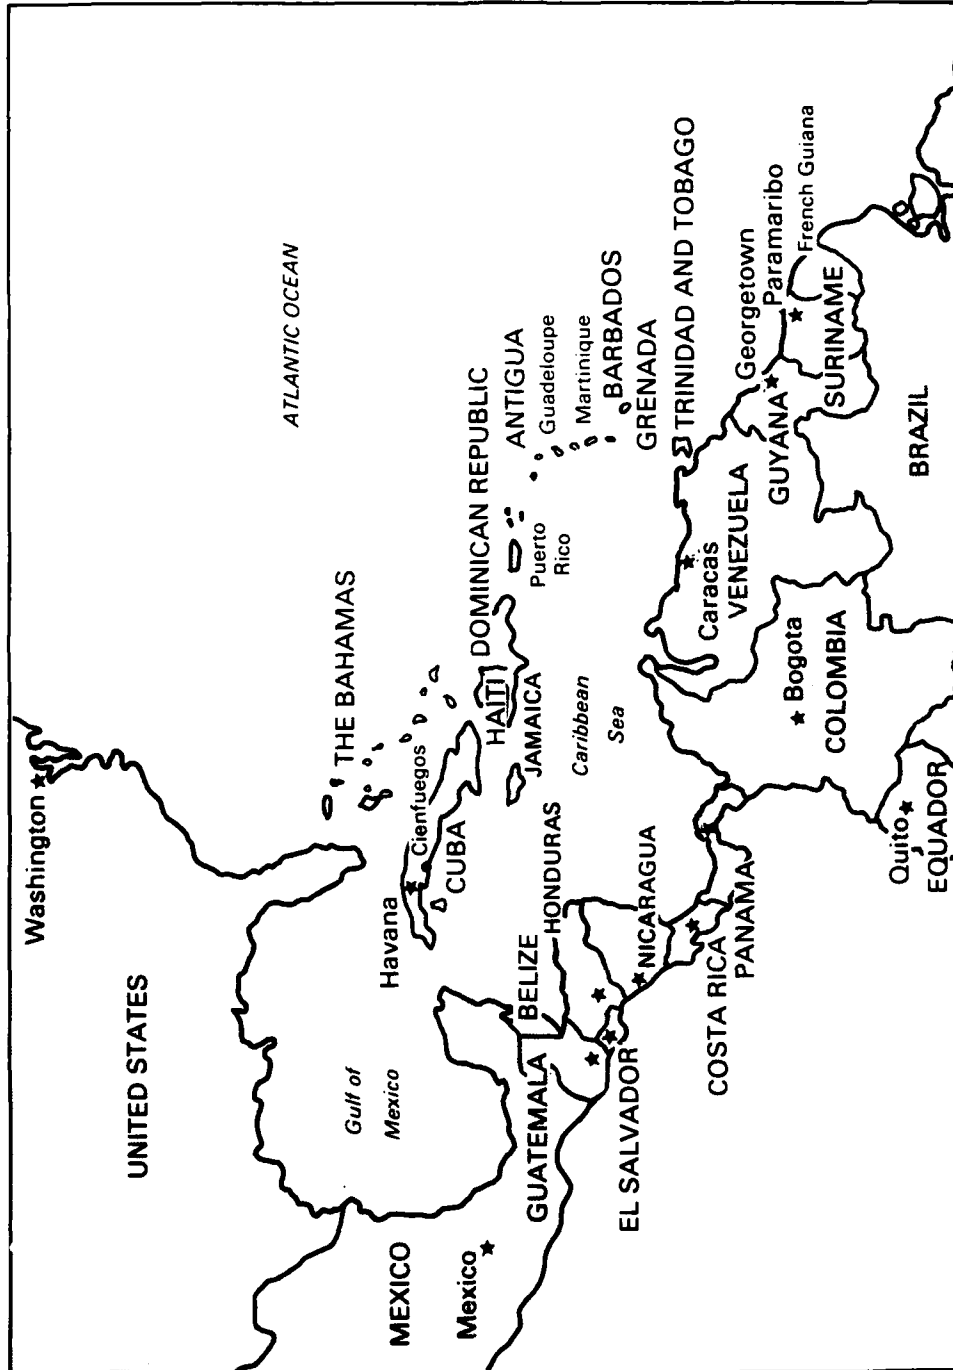 Washington
UNITED STATES
ATLANTIC OCEAN
THE BAHAMAS
Gulf of
Mexico
Havana
Cienfuegos
CUBA
MEXICO
Mexico
HAITI
DOMINICAN REPUBLIC
JAMAICA
Puerto
Rico
ANTIGUA
Guadeloupe
Martinique
BARBADOS
GRENADA
TRINIDAD AND TOBAGO
Caribbean
Sea
BELIZE
HONDURAS
GUATEMALA
EL SALVADOR
NICARAGUA
COSTA RICA
PANAMA
Caracas
VENEZUELA
Georgetown
GUYANA
Paramaribo
SURINAME
French Guiana
Bogota
COLOMBIA
Quito
EQUADOR
BRAZIL